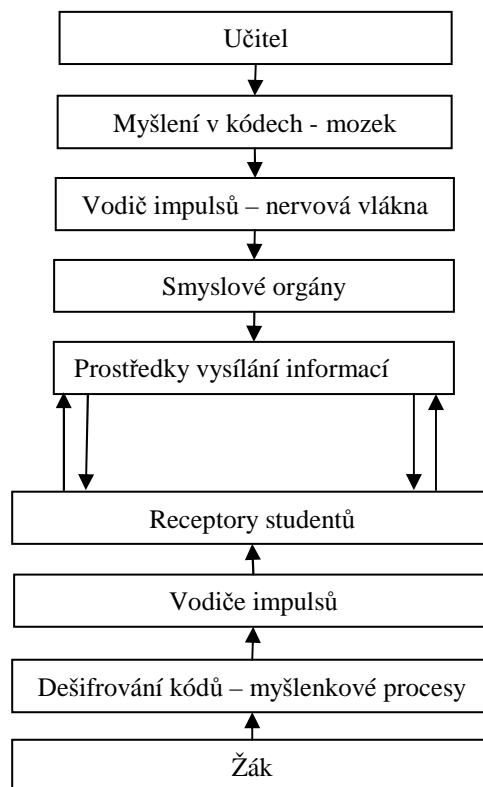 Učitel
Myšlení v kódech - mozek
Vodič impulsů – nervová vlákna
Smyslové orgány
Prostředky vysílání informací
Receptory studentů
Vodiče impulsů
Dešifrování kódů – myšlenkové procesy
Žák